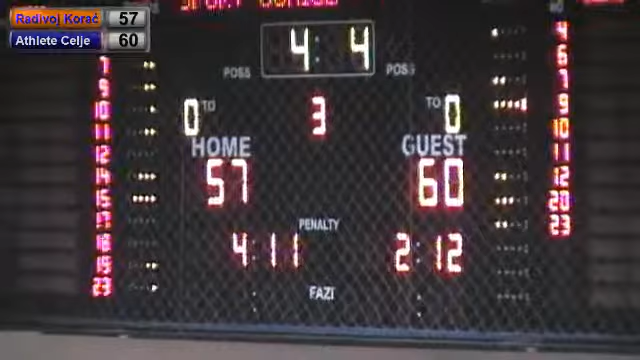 Radivoj Korać 57
Athlete Celje 60
4:4
POSS POSS
TO TO
0 3 0
HOME GUEST
57 60
PENALTY
4:11 2:12
FAZI
7
9
10
11
12
14
15
17
18
19
23
4
6
7
9
10
11
12
20
23